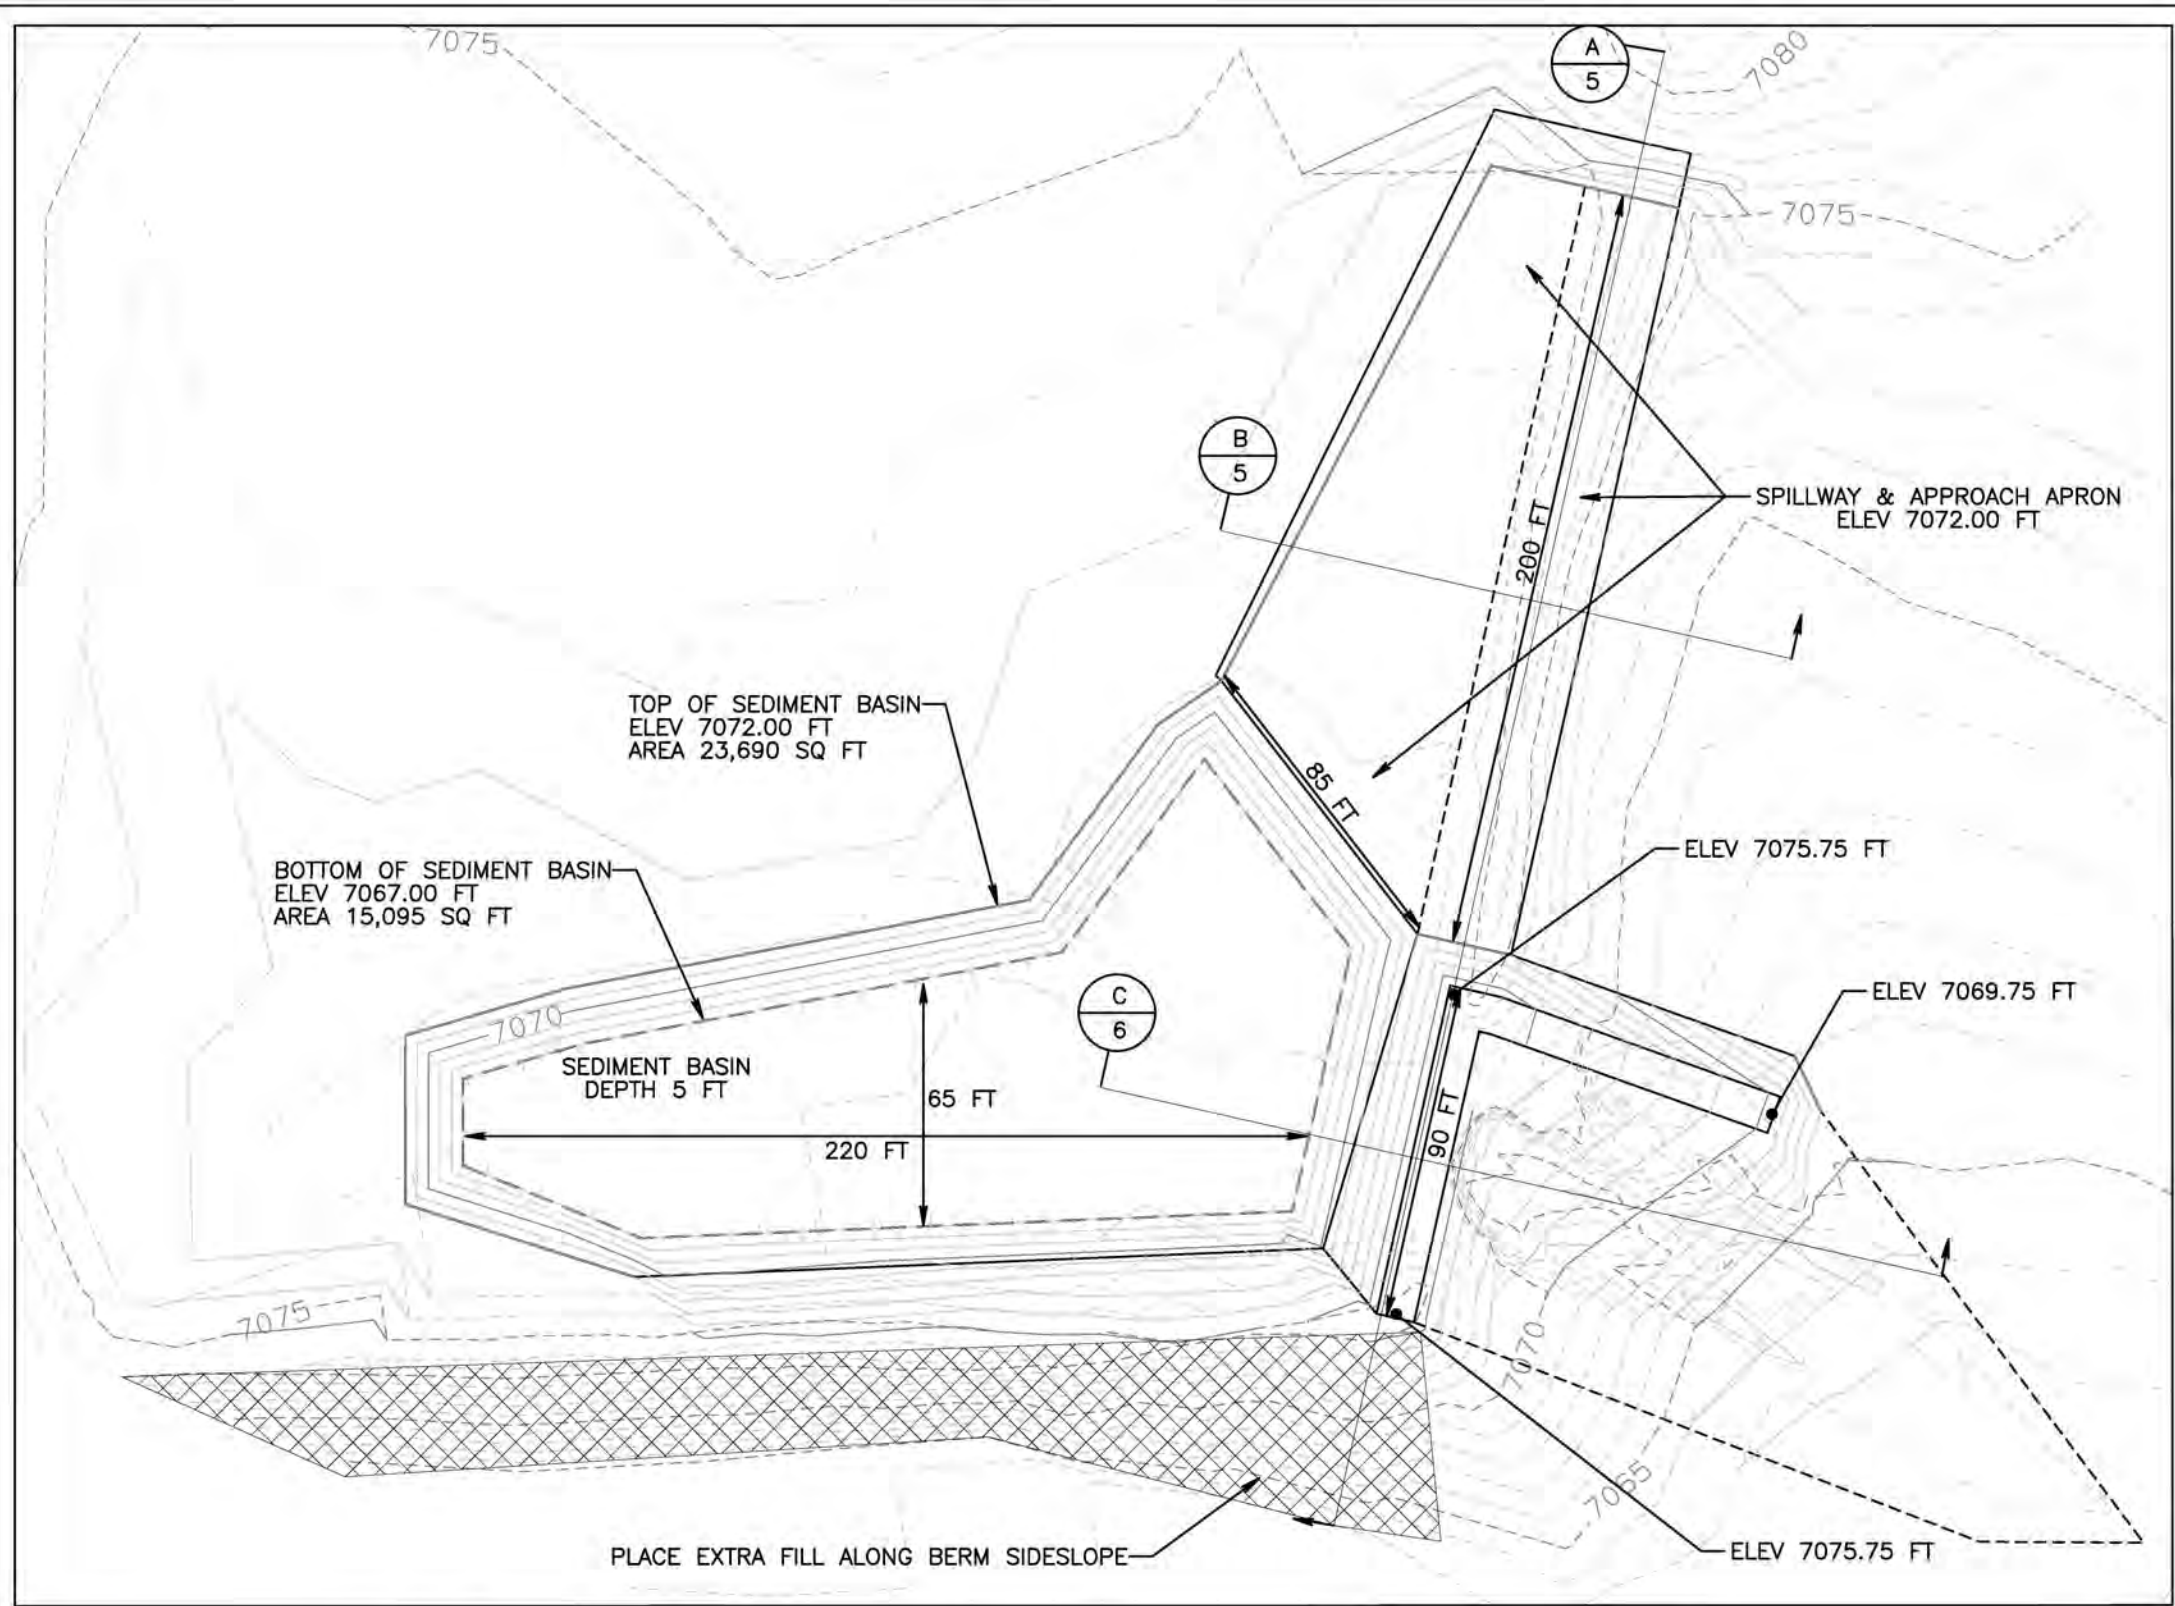 7075
A
5
7080
7075
B
5
SPILLWAY & APPROACH APRON
ELEV 7072.00 FT
200 FT
TOP OF SEDIMENT BASIN
ELEV 7072.00 FT
AREA 23,690 SQ FT
85 FT
ELEV 7075.75 FT
BOTTOM OF SEDIMENT BASIN
ELEV 7067.00 FT
AREA 15,095 SQ FT
ELEV 7069.75 FT
C
6
7070
SEDIMENT BASIN
DEPTH 5 FT
65 FT
90 FT
220 FT
7075
7070
7065
PLACE EXTRA FILL ALONG BERM SIDESLOPE
ELEV 7075.75 FT